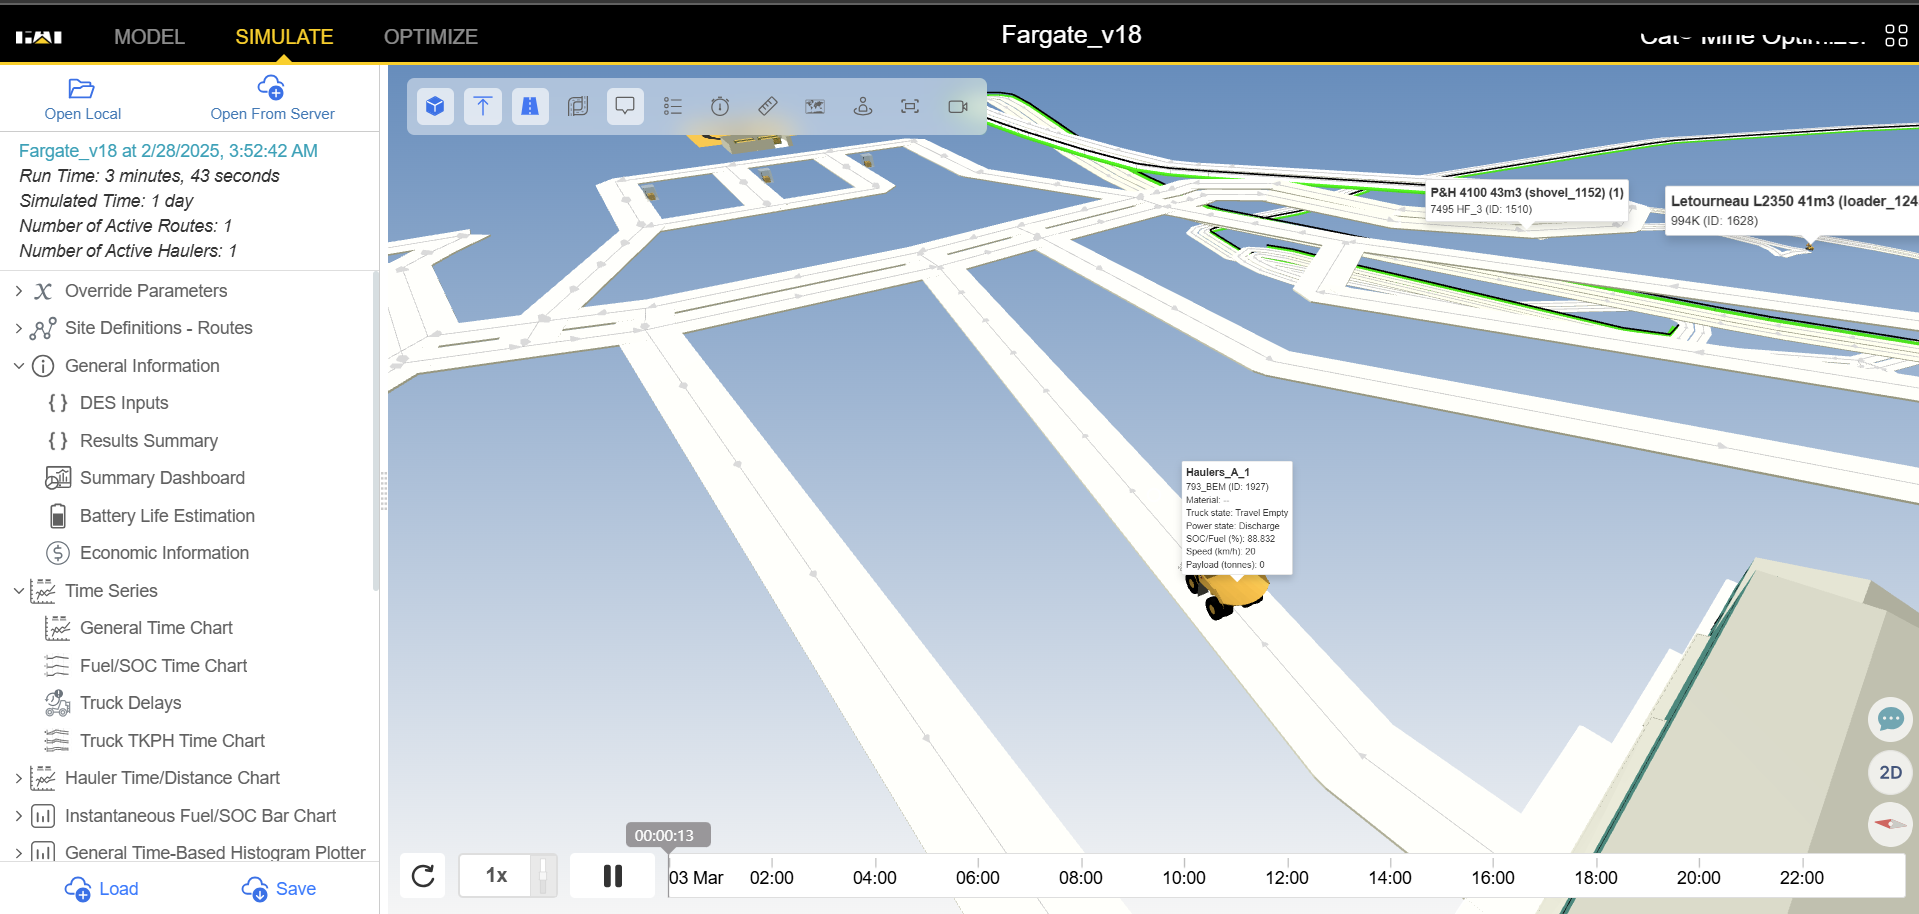 MODEL
SIMULATE
OPTIMIZE
Fargate_v18
Open Local
Open From Server
Fargate_v18 at 2/28/2025, 3:52:42 AM
Run Time: 3 minutes, 43 seconds
Simulated Time: 1 day
Number of Active Routes: 1
Number of Active Haulers: 1
Override Parameters
Site Definitions - Routes
General Information
DES Inputs
Results Summary
Summary Dashboard
Battery Life Estimation
Economic Information
Time Series
General Time Chart
Fuel/SOC Time Chart
Truck Delays
Truck TKPH Time Chart
Hauler Time/Distance Chart
Instantaneous Fuel/SOC Bar Chart
General Time-Based Histogram Plotter
Load
Save
P&H 4100 43m3 (shovel_1152) (1)
7495 HF_3 (ID: 1510)
Letourneau L2350 41m3 (loader_124
994K (ID: 1628)
Haulers_A_1
793_BEM (ID: 1927)
Material: --
Truck state: Travel Empty
Power state: Discharge
SOC/Fuel (%): 88.832
Speed (km/h): 20
Payload (tonnes): 0
2D
00:00:13
1x
03 Mar
02:00
04:00
06:00
08:00
10:00
12:00
14:00
16:00
18:00
20:00
22:00